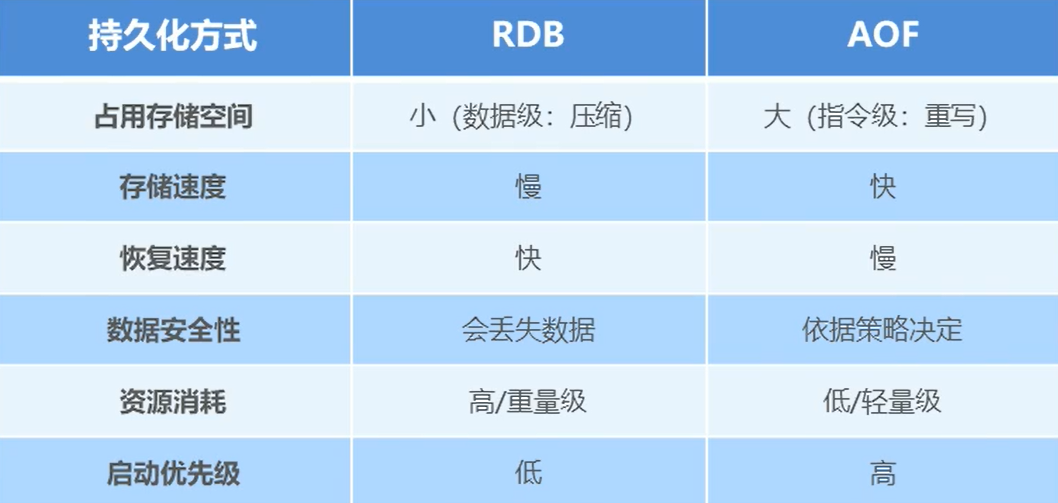 持久化方式 RDB AOF
占用存储空间 小（数据级：压缩） 大（指令级：重写）
存储速度 慢 快
恢复速度 快 慢
数据安全性 会丢失数据 依据策略决定
资源消耗 高/重量级 低/轻量级
启动优先级 低 高